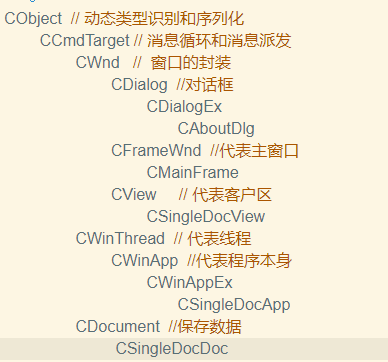 CObject // 动态类型识别和序列化
CCmdTarget // 消息循环和消息派发
CWnd // 窗口的封装
CDialog //对话框
CDialogEx
CAboutDlg
CFrameWnd //代表主窗口
CMainFrame
CView // 代表客户区
CSingleDocView
CWinThread // 代表线程
CWinApp //代表程序本身
CWinAppEx
CSingleDocApp
CDocument //保存数据
CSingleDocDoc